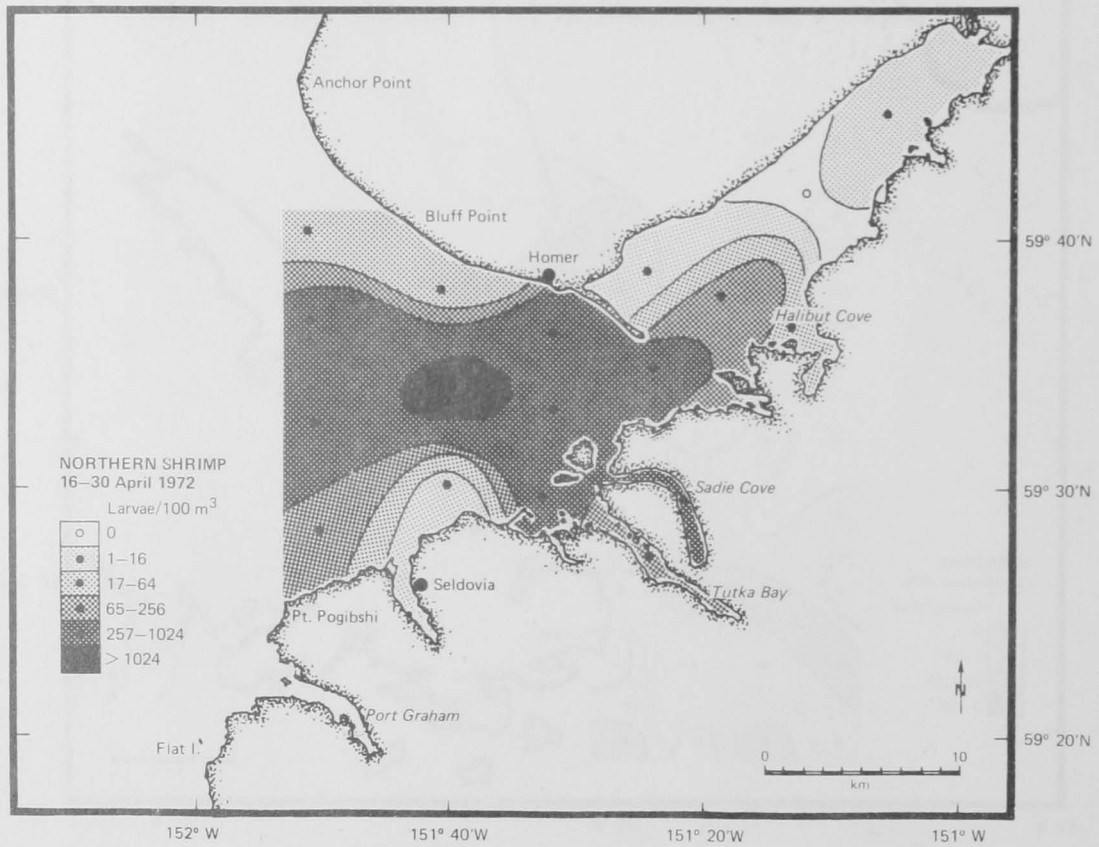 Anchor Point
Bluff Point
Homer
59° 40'N
Halibut Cove
NORTHERN SHRIMP
16–30 April 1972
Larvae/100 m³
0
1–16
17–64
65–256
257–1024
> 1024
59° 30'N
Sadie Cove
Seldovia
Tutka Bay
Pt. Pogibshi
Port Graham
Flat I.
N
59° 20'N
0 10
km
152° W
151° 40'W
151° 20'W
151° W